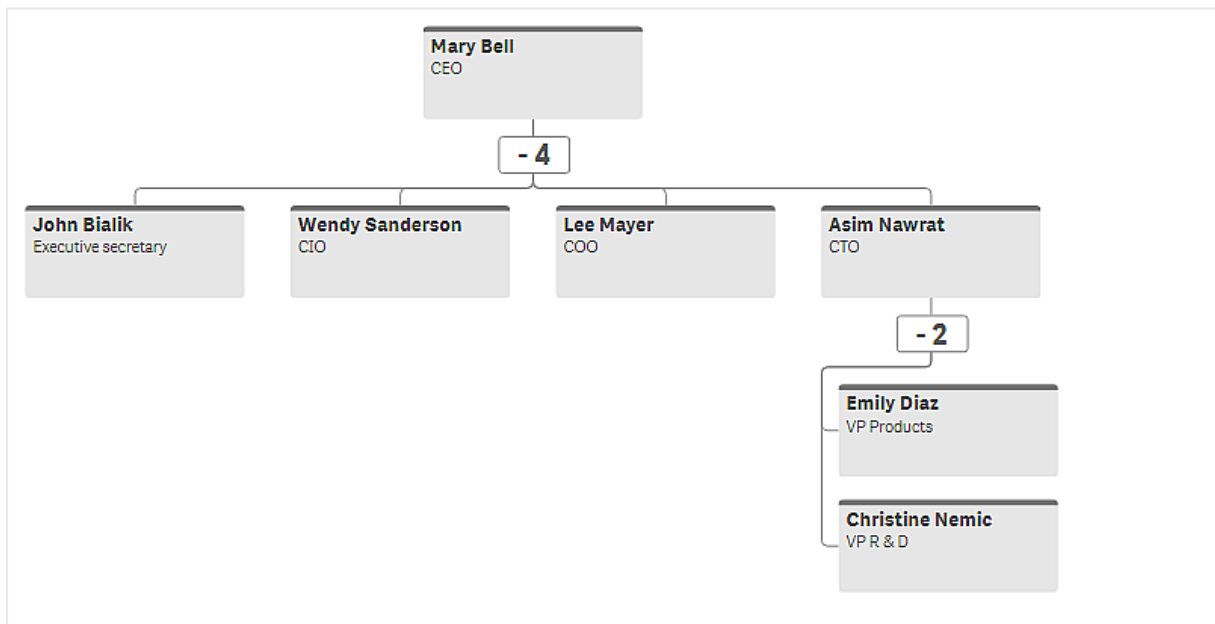 Mary Bell
CEO
- 4
John Bialik
Executive secretary
Wendy Sanderson
CIO
Lee Mayer
COO
Asim Nawrat
CTO
- 2
Emily Diaz
VP Products
Christine Nemic
VP R & D